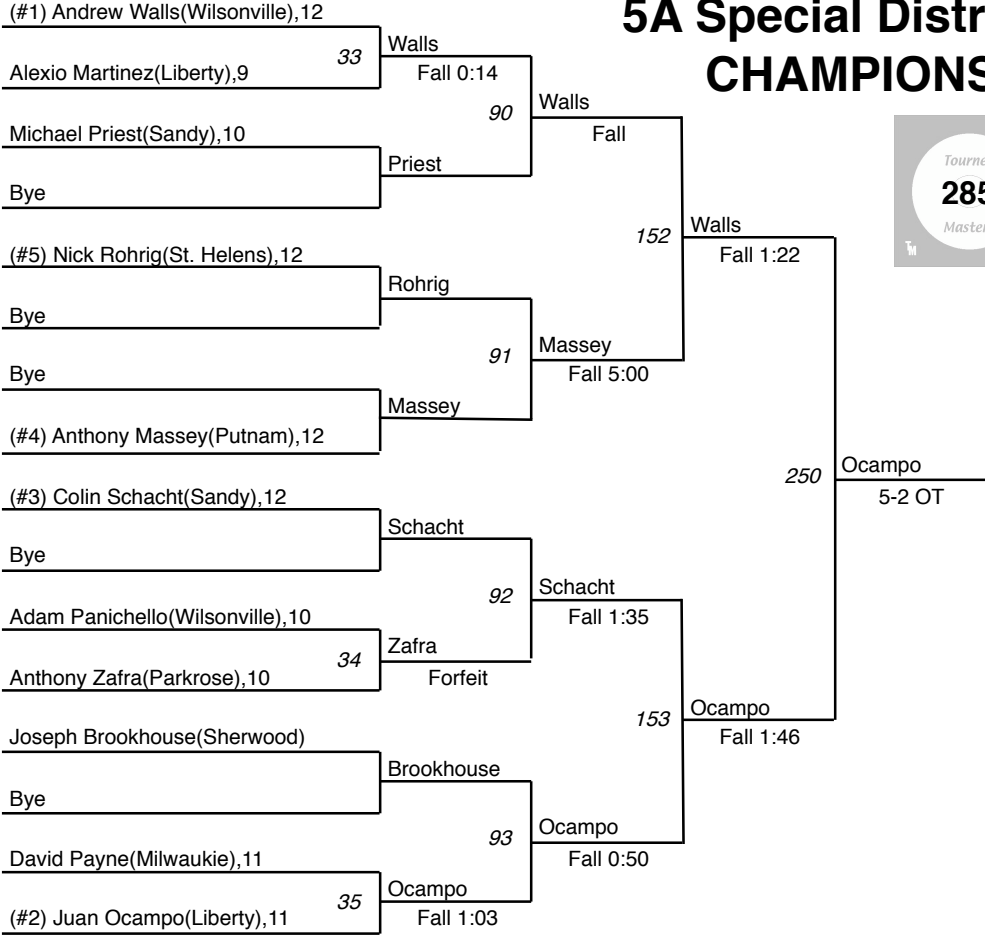 5A Special Distr
CHAMPIONS
Tourne
285
Master
TM
(#1) Andrew Walls(Wilsonville),12
33
Alexio Martinez(Liberty),9
Walls
Fall 0:14
Michael Priest(Sandy),10
Bye
Priest
90
Walls
Fall
(#5) Nick Rohrig(St. Helens),12
Bye
Rohrig
Bye
(#4) Anthony Massey(Putnam),12
Massey
91
Massey
Fall 5:00
152
Walls
Fall 1:22
(#3) Colin Schacht(Sandy),12
Bye
Schacht
Adam Panichello(Wilsonville),10
34
Anthony Zafra(Parkrose),10
Zafra
Forfeit
92
Schacht
Fall 1:35
Joseph Brookhouse(Sherwood)
Bye
Brookhouse
David Payne(Milwaukie),11
35
(#2) Juan Ocampo(Liberty),11
Ocampo
Fall 1:03
93
Ocampo
Fall 0:50
153
Ocampo
Fall 1:46
250
Ocampo
5-2 OT